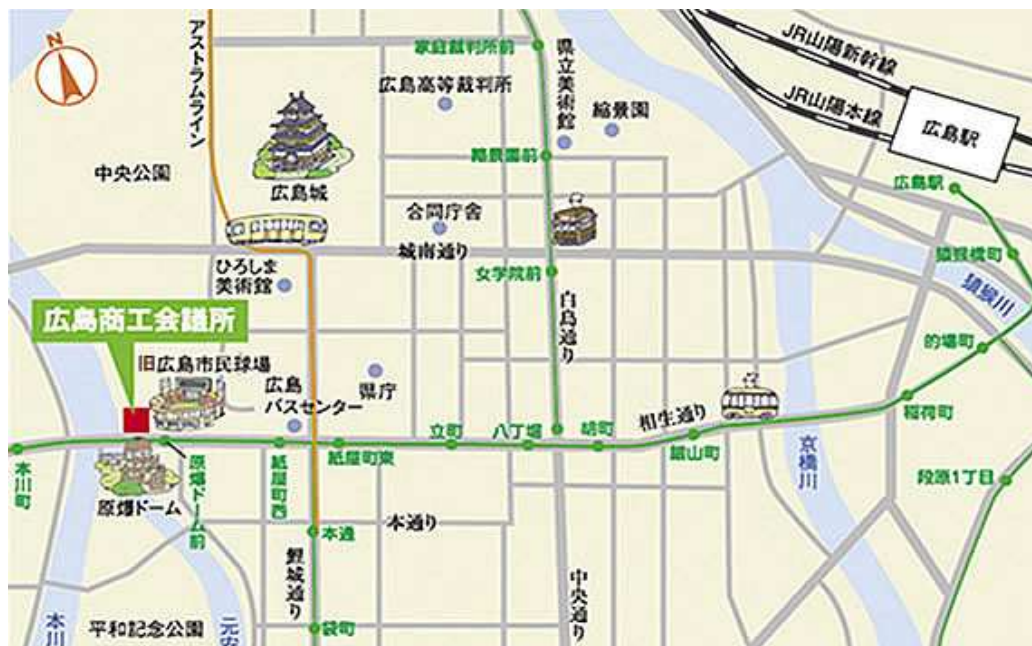 N
アストラムライン
家庭裁判所前
県立美術館
JR山陽新幹線
JR山陽本線
広島駅
広島高等裁判所
縮景園
中央公園
広島城
縮景園前
広島駅
合同庁舎
城南通り
猿猴橋町
猿猴川
ひろしま
美術館
女学院前
白島通り
広島商工会議所
旧広島市民球場
県庁
的場町
広島
バスセンター
相生通り
稲荷町
立町
八丁堀
胡町
銀山町
京橋川
本川町
原爆ドーム
原爆ドーム前
紙屋町西
紙屋町東
段原1丁目
本通
本通り
鯉城通り
中央通り
本川
平和記念公園
元安
袋町